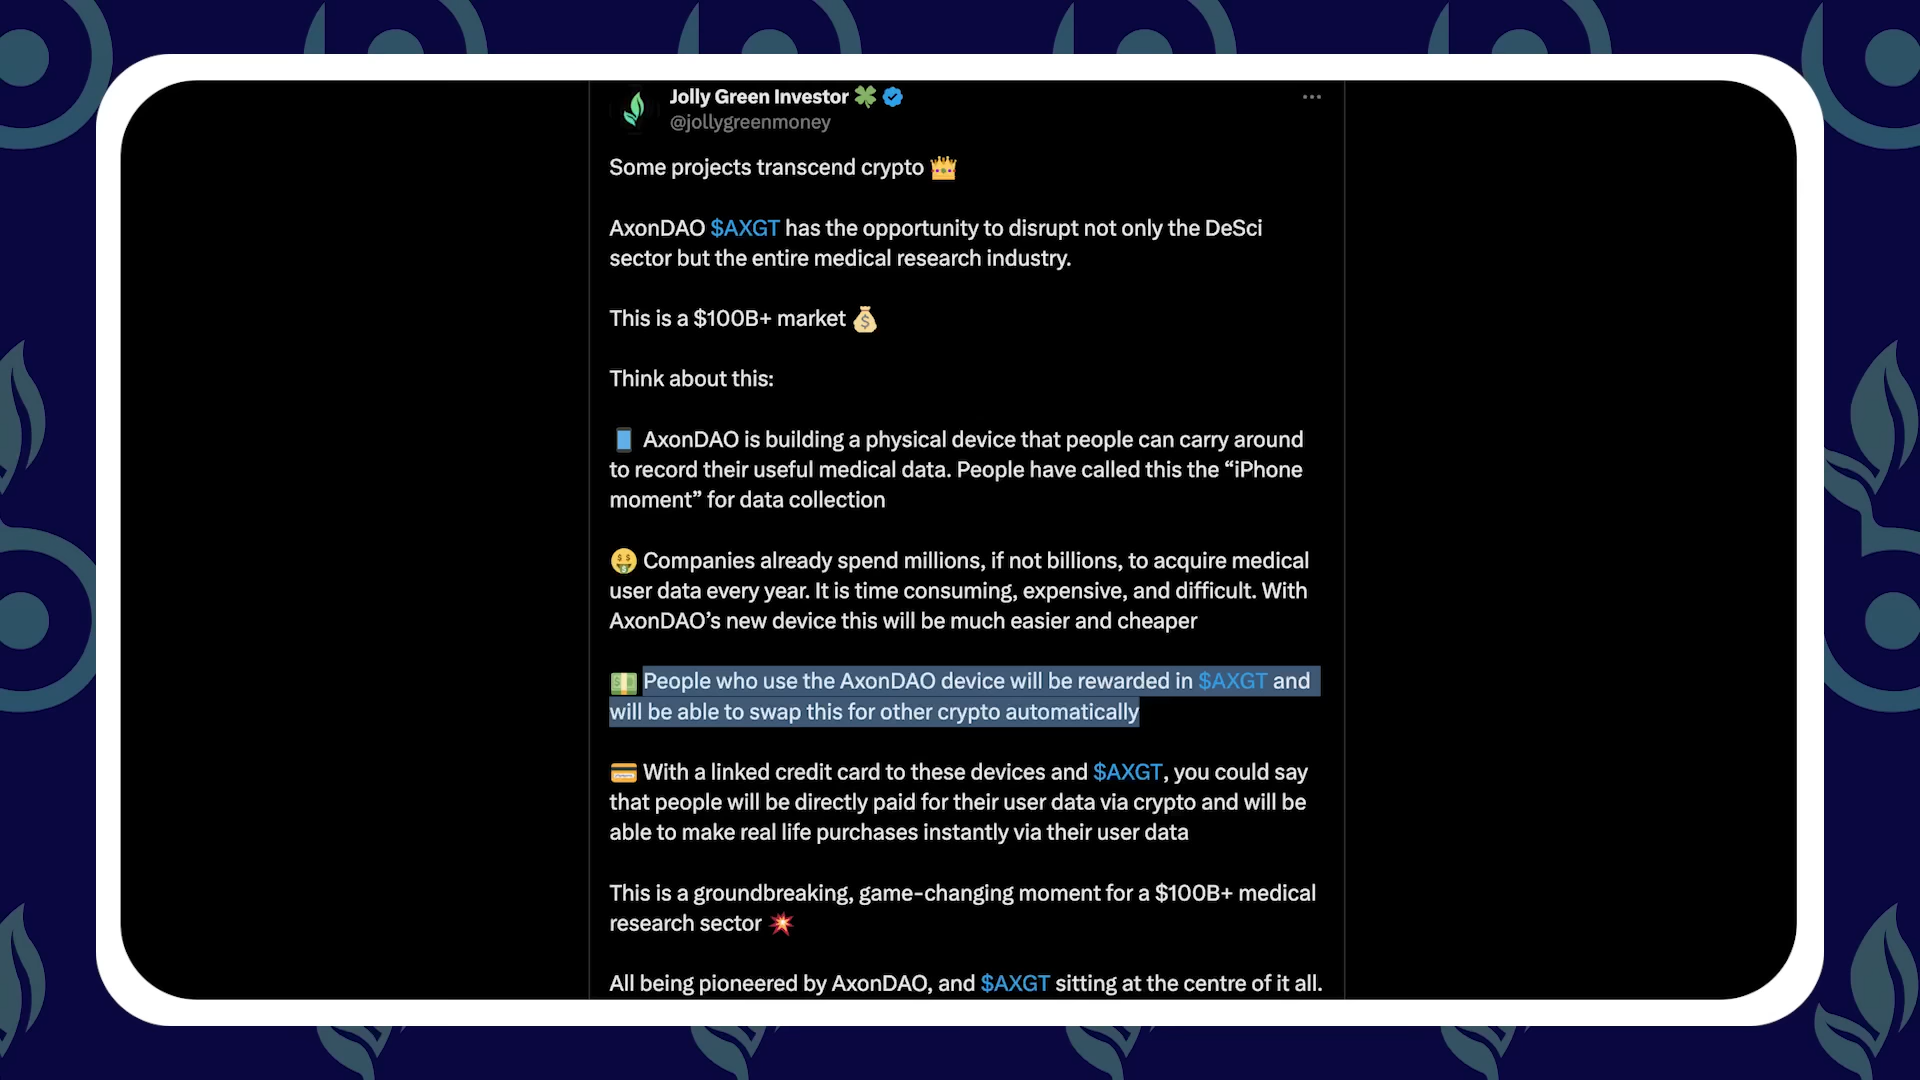 Jolly Green Investor 🍀
@jollygreenmoney
Some projects transcend crypto 👑
AxonDAO $AXGT has the opportunity to disrupt not only the DeSci
sector but the entire medical research industry.
This is a $100B+ market 💰
Think about this:
📱 AxonDAO is building a physical device that people can carry around
to record their useful medical data. People have called this the “iPhone
moment” for data collection
🤑 Companies already spend millions, if not billions, to acquire medical
user data every year. It is time consuming, expensive, and difficult. With
AxonDAO’s new device this will be much easier and cheaper
💵 People who use the AxonDAO device will be rewarded in $AXGT and
will be able to swap this for other crypto automatically
💳 With a linked credit card to these devices and $AXGT, you could say
that people will be directly paid for their user data via crypto and will be
able to make real life purchases instantly via their user data
This is a groundbreaking, game-changing moment for a $100B+ medical
research sector 💥
All being pioneered by AxonDAO, and $AXGT sitting at the centre of it all.